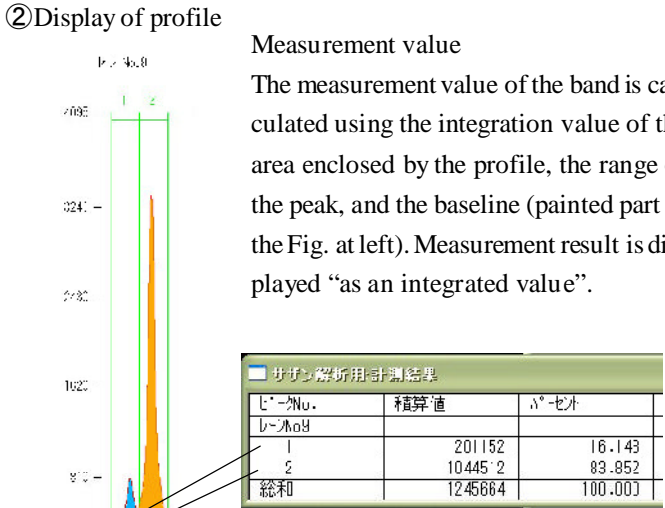 ②Display of profile
Measurement value
The measurement value of the band is ca
culated using the integration value of t
area enclosed by the profile, the range
the peak, and the baseline (painted part
the Fig. at left). Measurement result is di
played “as an integrated value”.
1 2
サザン解析用計測結果
ピークNo. 積算値 パーセント
レーンNo9
1 201152 16.148
2 83.852
総和 1245664 100.000